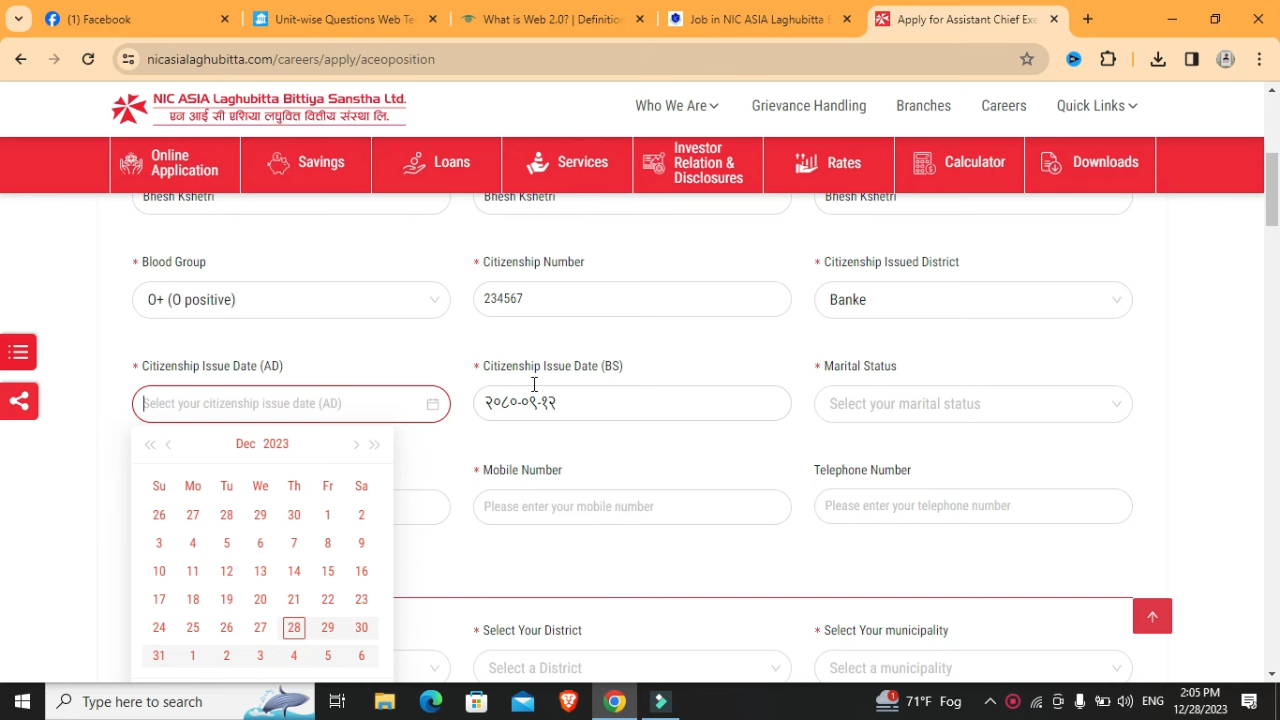 (1) Facebook
Unit-wise Questions Web Te
What is Web 2.0? | Definition
Job in NIC ASIA Laghubitta B
Apply for Assistant Chief Exe
nicasialaghubitta.com/careers/apply/aceoposition
NIC ASIA Laghubitta Bittiya Sanstha Ltd.
एन आई सी एशिया लघुवित्त वित्तीय संस्था लि.
Who We Are
Grievance Handling
Branches
Careers
Quick Links
Online Application
Savings
Loans
Services
Investor Relation & Disclosures
Rates
Calculator
Downloads
Bhesh Kshetri
Bhesh Kshetri
Bhesh Kshetri
* Blood Group
* Citizenship Number
* Citizenship Issued District
O+ (O positive)
234567
Banke
* Citizenship Issue Date (AD)
* Citizenship Issue Date (BS)
* Marital Status
Select your citizenship issue date (AD)
२०८०-०९-१२
Select your marital status
Dec 2023
* Mobile Number
Telephone Number
Su Mo Tu We Th Fr Sa
Please enter your mobile number
Please enter your telephone number
26 27 28 29 30 1 2
3 4 5 6 7 8 9
10 11 12 13 14 15 16
17 18 19 20 21 22 23
24 25 26 27 28 29 30
31 1 2 3 4 5 6
* Select Your District
* Select Your municipality
Select a District
Select a municipality
Type here to search
1
71°F Fog
ENG
2:05 PM
12/28/2023